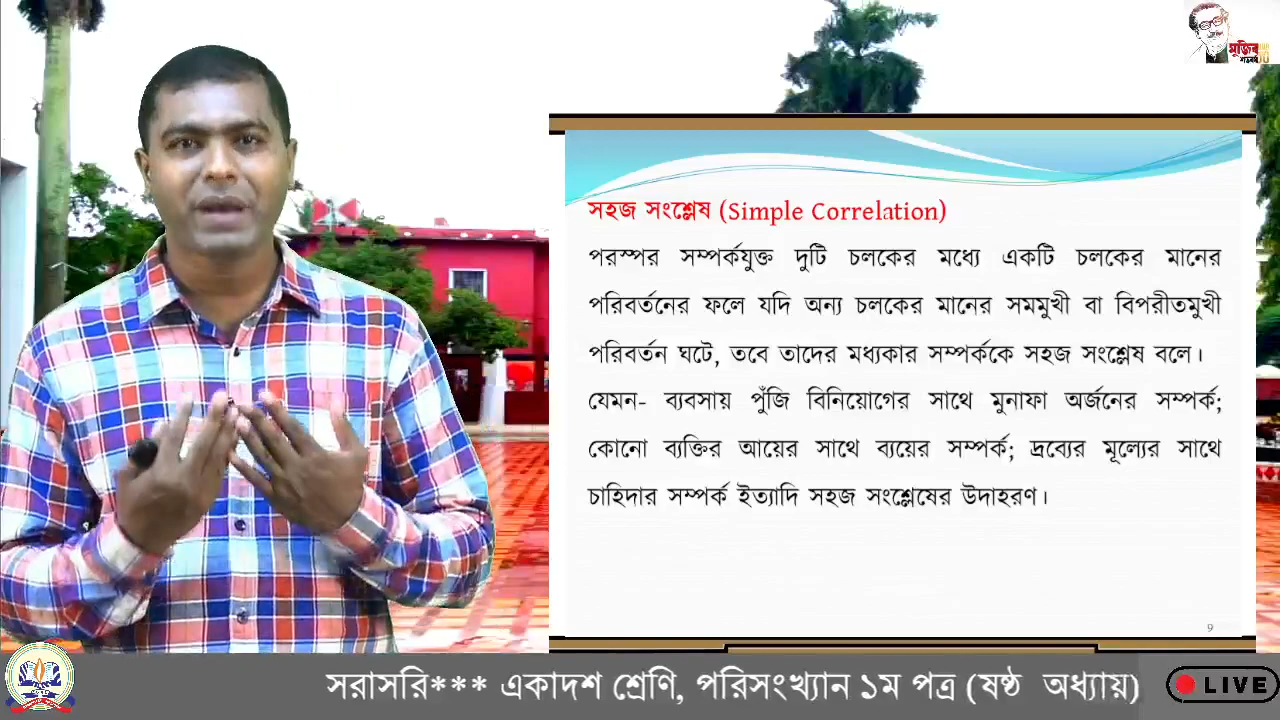 মুজিব
শতবর্ষ
100
সহজ সংশ্লেষ (Simple Correlation)
পরস্পর সম্পর্কযুক্ত দুটি চলকের মধ্যে একটি চলকের মানের
পরিবর্তনের ফলে যদি অন্য চলকের মানের সমমুখী বা বিপরীতমুখী
পরিবর্তন ঘটে, তবে তাদের মধ্যকার সম্পর্ককে সহজ সংশ্লেষ বলে।
যেমন- ব্যবসায় পুঁজি বিনিয়োগের সাথে মুনাফা অর্জনের সম্পর্ক;
কোনো ব্যক্তির আয়ের সাথে ব্যয়ের সম্পর্ক; দ্রব্যের মূল্যের সাথে
চাহিদার সম্পর্ক ইত্যাদি সহজ সংশ্লেষের উদাহরণ।
9
সরাসরি*** একাদশ শ্রেণি, পরিসংখ্যান ১ম পত্র (ষষ্ঠ অধ্যায়)
LIVE